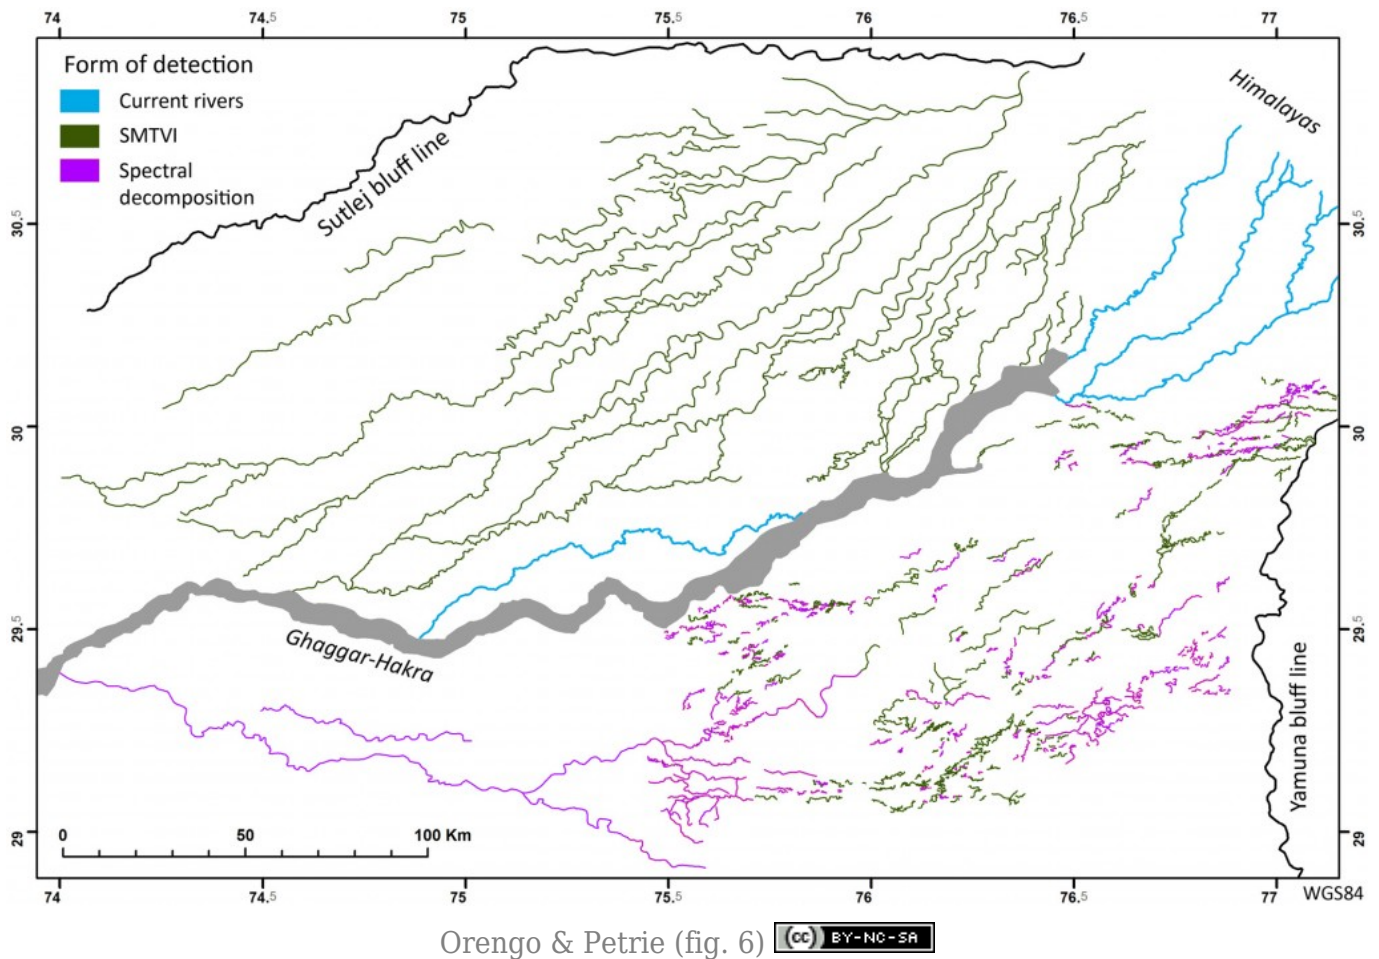 74 74.5 75 75.5 76 76.5 77
Form of detection
Current rivers
SMTVI
Spectral
decomposition
Himalayas
Sutlej bluff line
30.5 30.5
30 30
29.5 29.5
Ghaggar-Hakra
Yamuna bluff line
29 29
0 50 100 Km
74 74.5 75 75.5 76 76.5 77
WGS84
Orengo & Petrie (fig. 6) cc BY-NC-SA